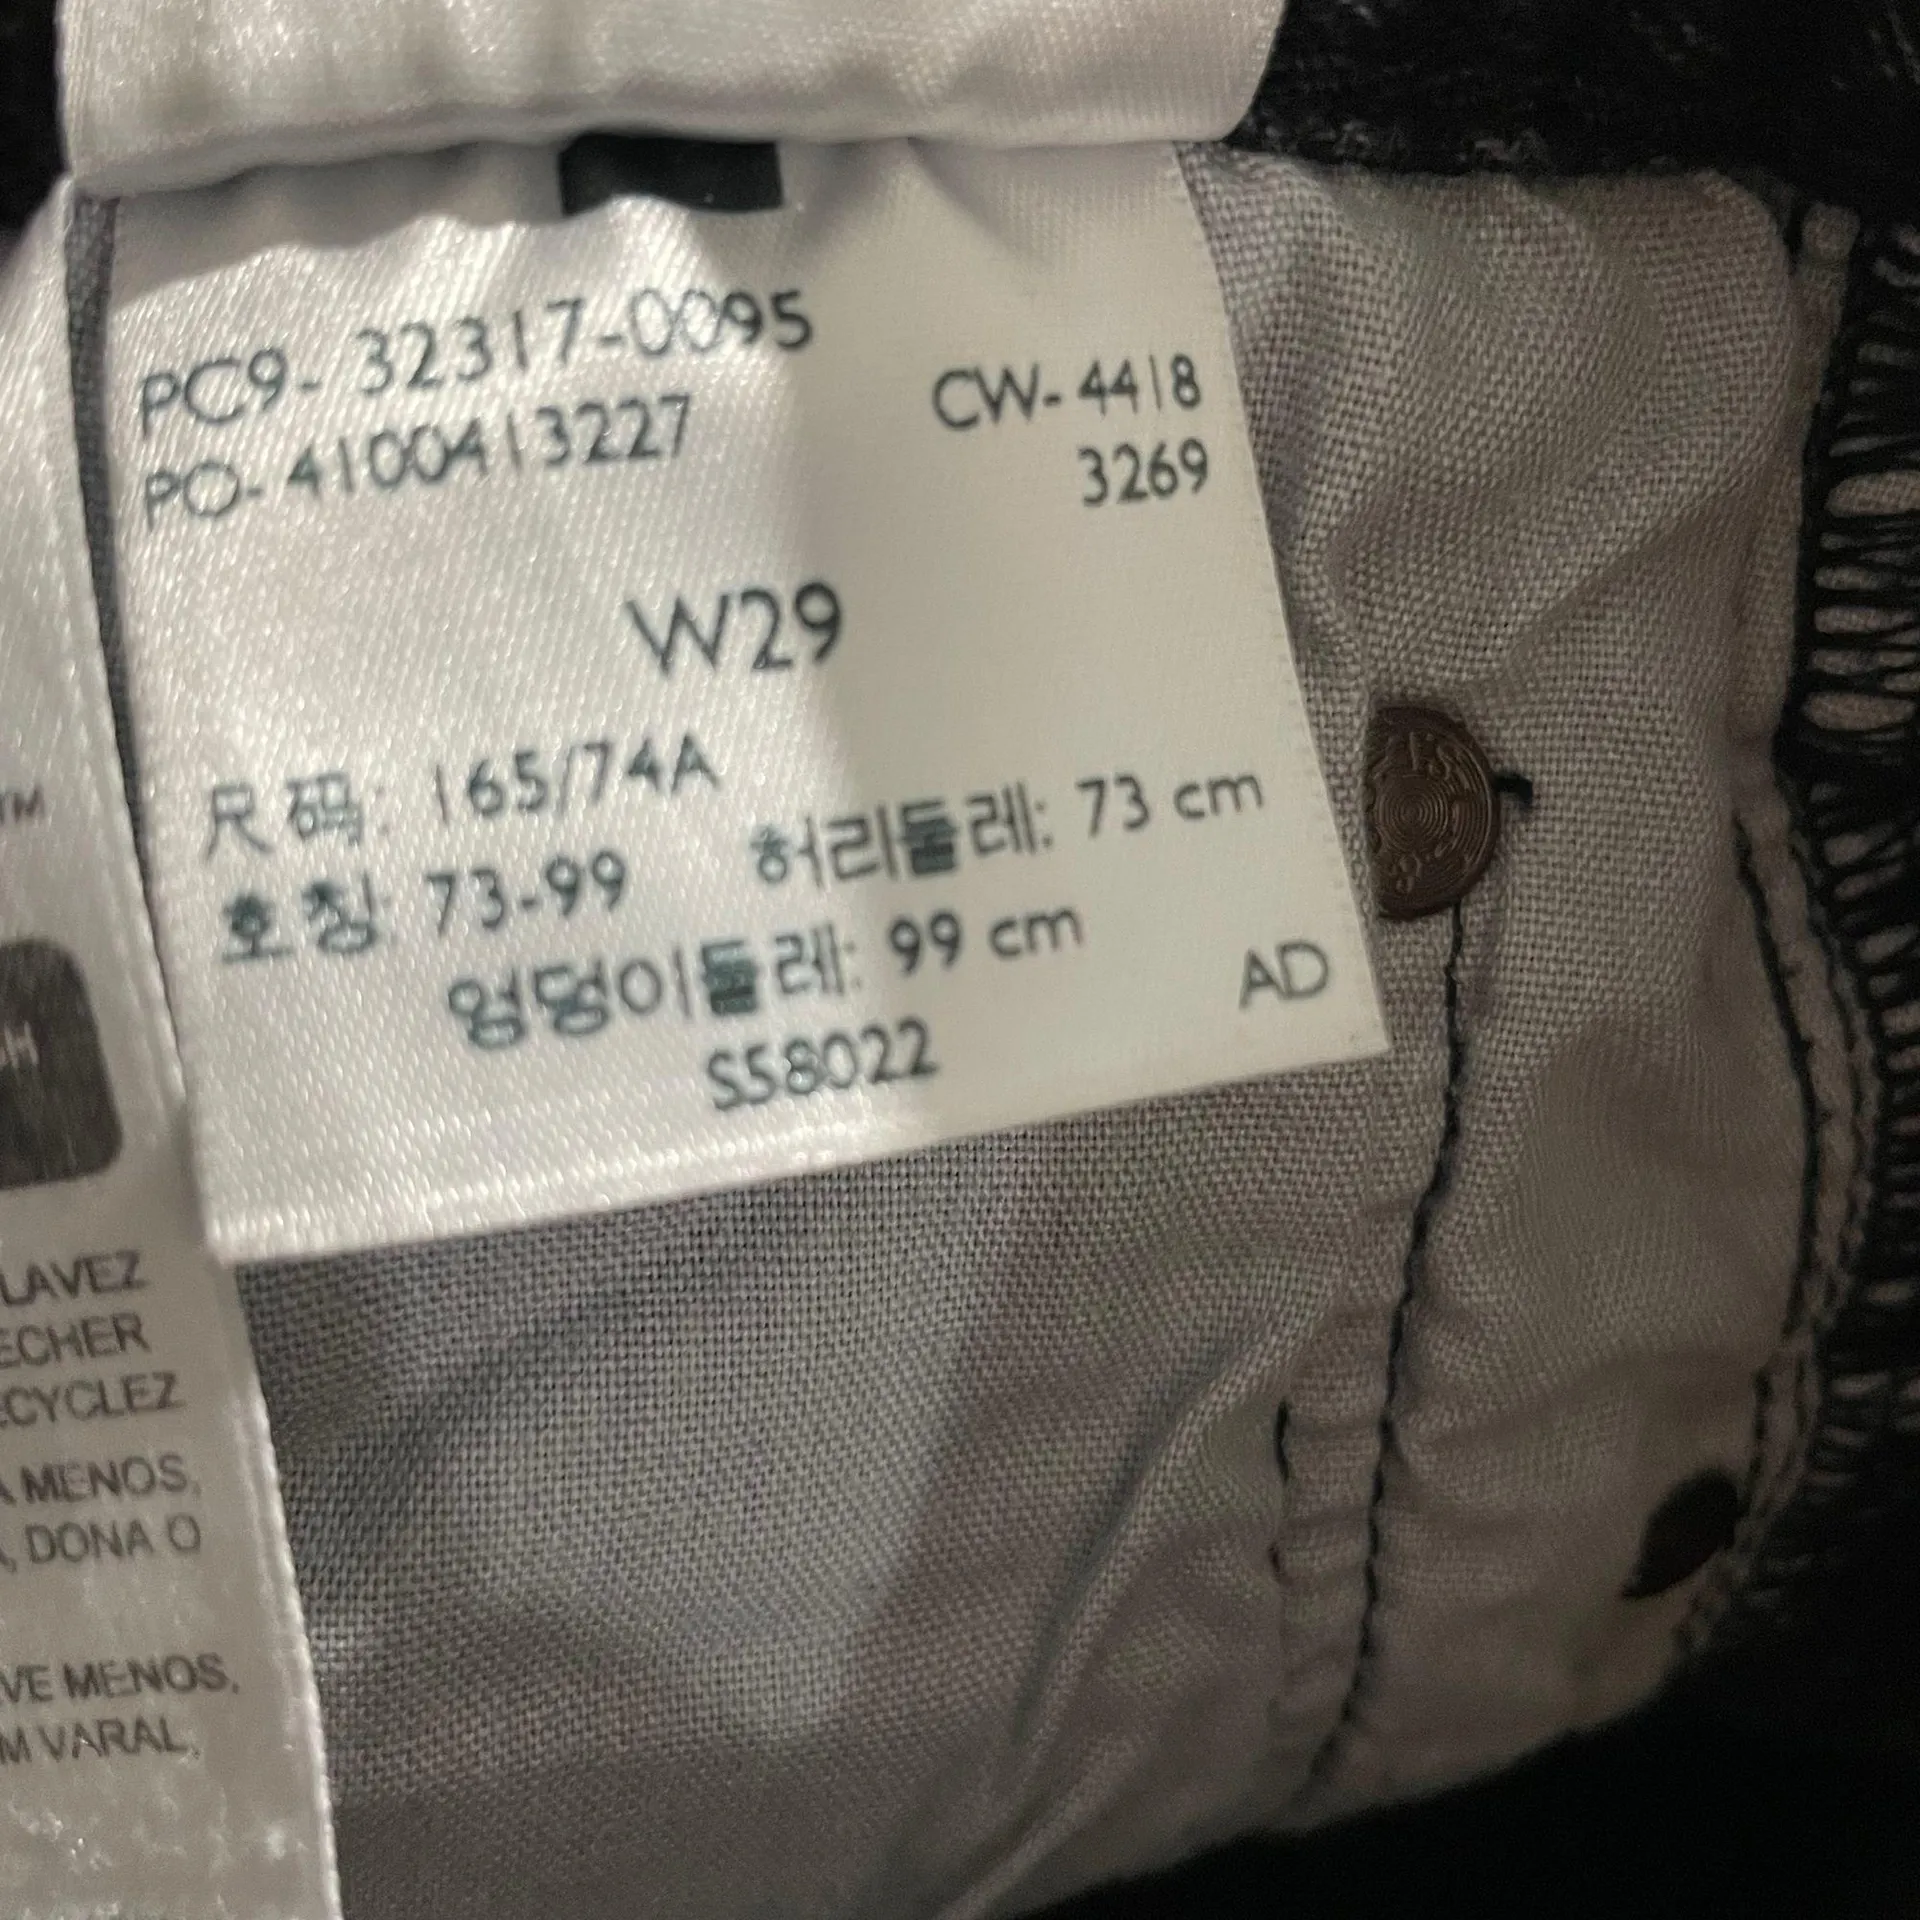 PC9- 32317-0095
PO- 4100413227
CW- 4418
3269
W29
尺码: 165/74A
호칭: 73-99
허리둘레: 73 cm
엉덩이둘레: 99 cm
S58022
AD
TM
LAVEZ
ECHER
ECYCLEZ
A MENOS,
A, DONA O
VE MENOS,
M VARAL,